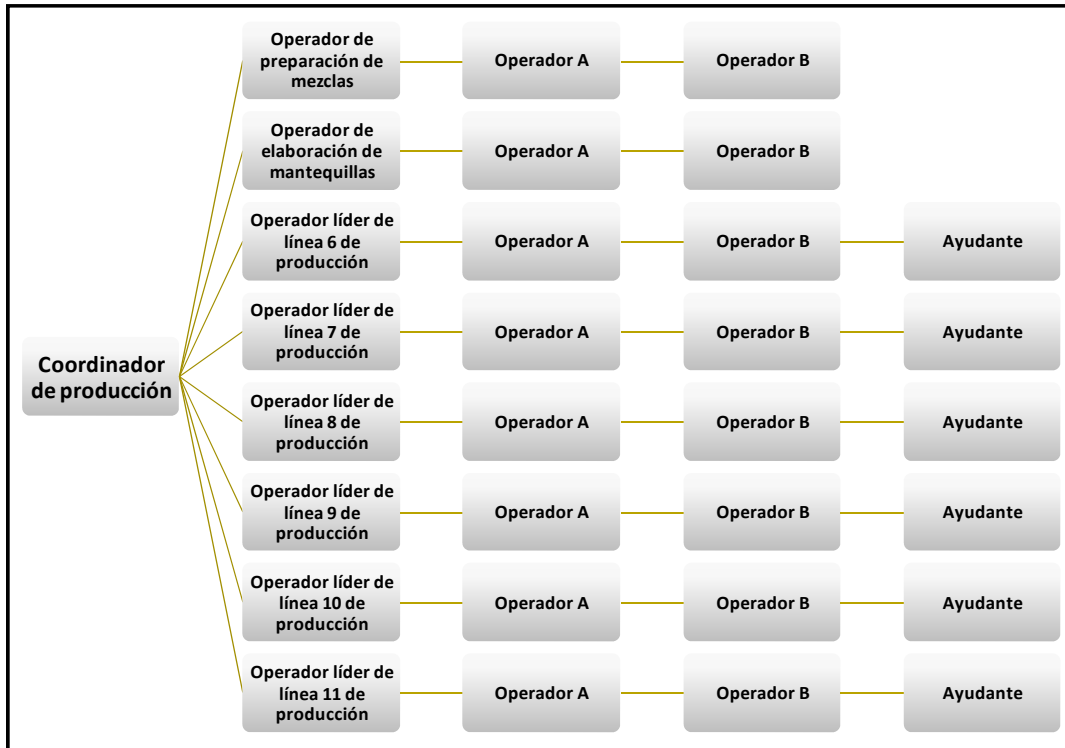 Operador de
preparación de
mezclas
Operador A
Operador B
Operador de
elaboración de
mantequillas
Operador A
Operador B
Operador líder de
línea 6 de
producción
Operador A
Operador B
Ayudante
Operador líder de
línea 7 de
producción
Operador A
Operador B
Ayudante
Coordinador
de producción
Operador líder de
línea 8 de
producción
Operador A
Operador B
Ayudante
Operador líder de
línea 9 de
producción
Operador A
Operador B
Ayudante
Operador líder de
línea 10 de
producción
Operador A
Operador B
Ayudante
Operador líder de
línea 11 de
producción
Operador A
Operador B
Ayudante